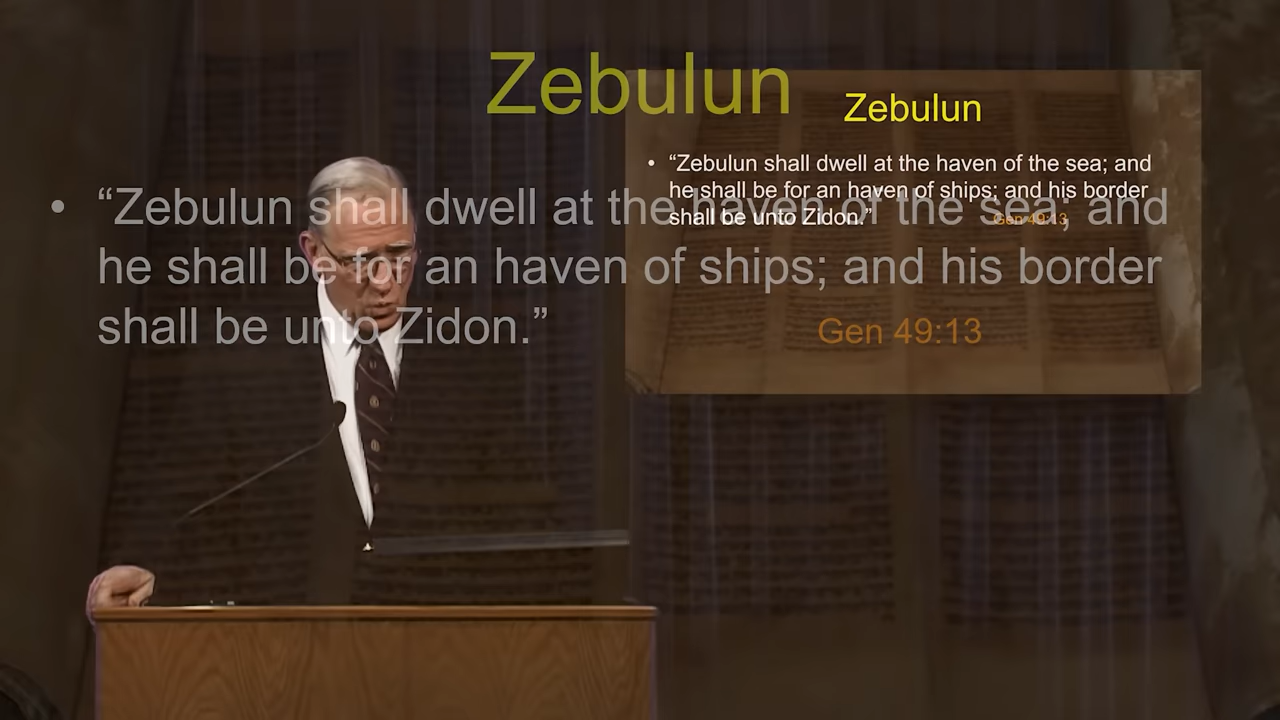 Zebulun
• “Zebulun shall dwell at the haven of the sea; and
he shall be for an haven of ships; and his border
shall be unto Zidon.” Gen 49:13
Zebulun
• “Zebulun shall dwell at the haven of the sea; and
he shall be for an haven of ships; and his border
shall be unto Zidon.” Gen 49:13